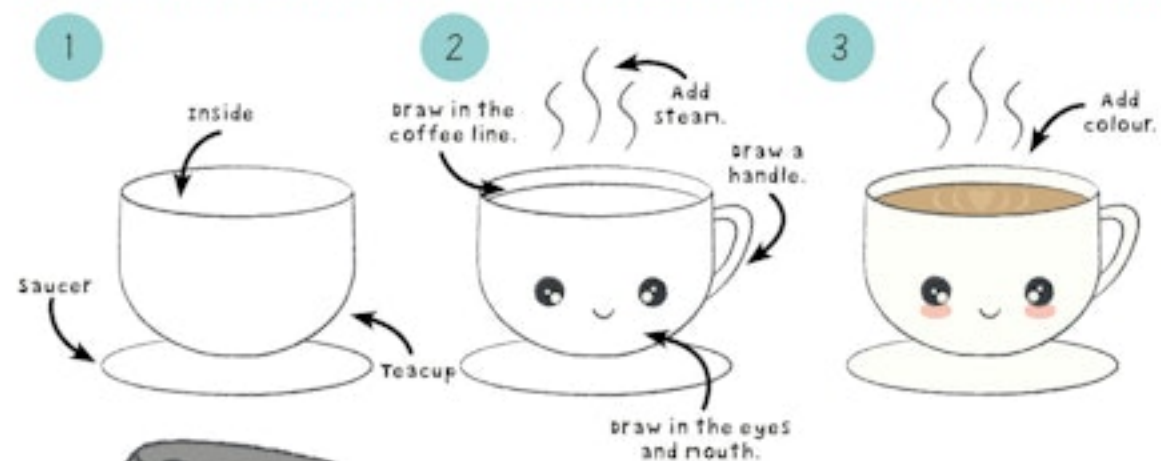 1
Inside
Saucer
Teacup
2
Draw in the
coffee line.
Add
steam.
Draw a
handle.
Draw in the eyes
and mouth.
3
Add
colour.